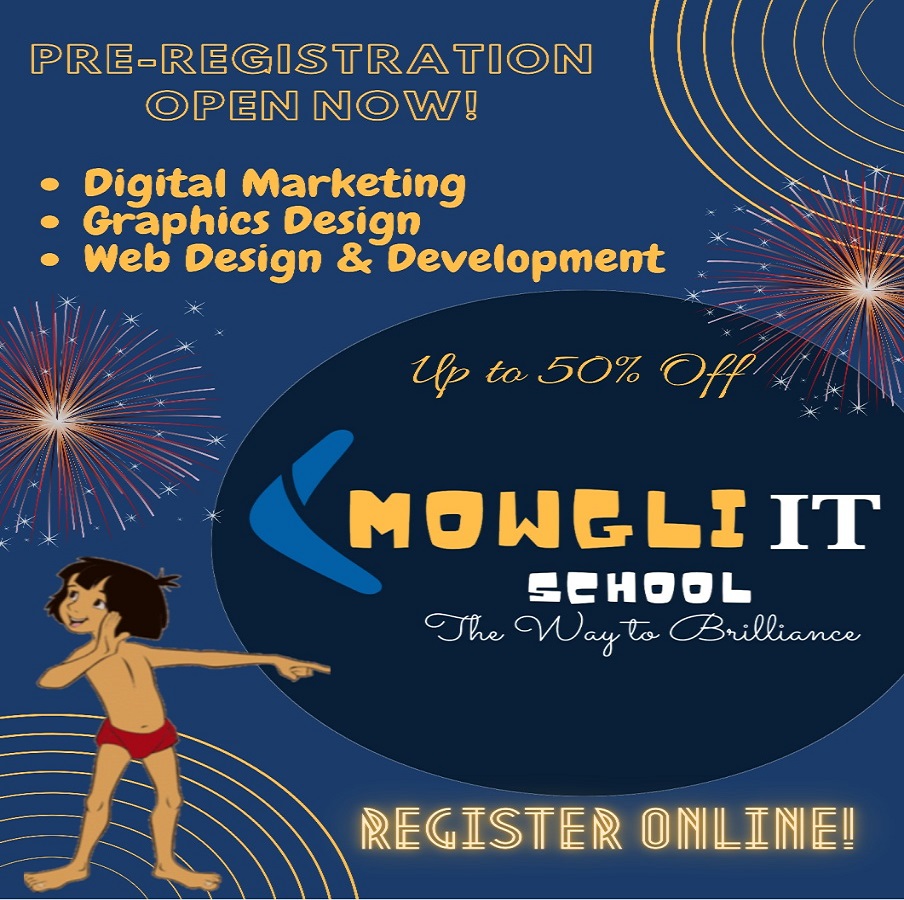 PRE-REGISTRATION
OPEN NOW!
• Digital Marketing
• Graphics Design
• Web Design & Development
Up to 50% Off
MOWGLI IT
SCHOOL
The Way to Brilliance
REGISTER ONLINE!